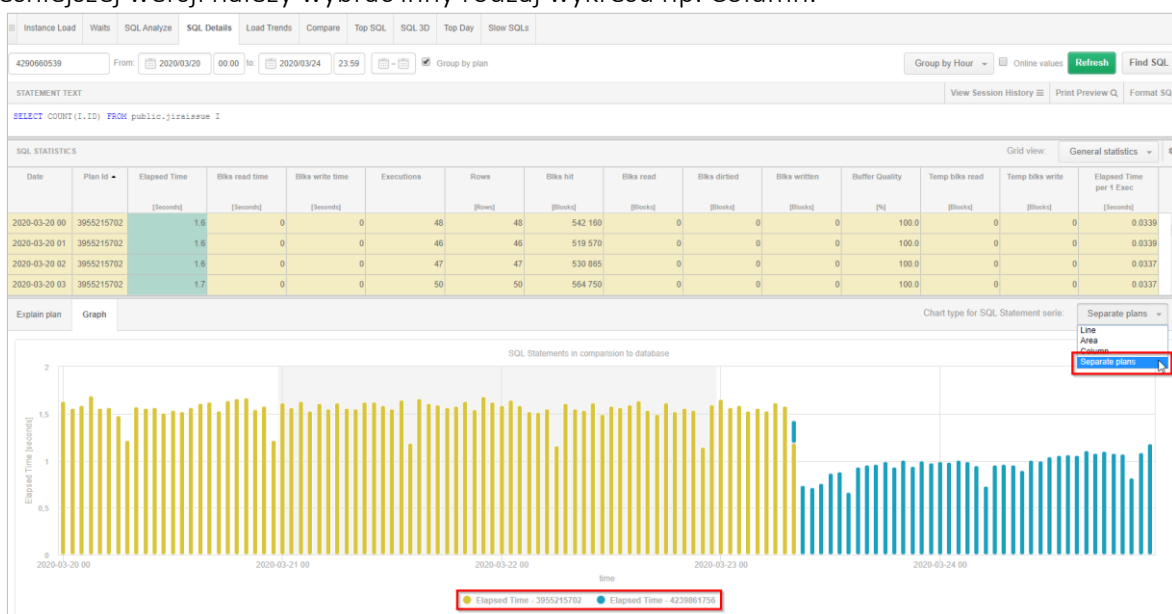 Instance Load Waits SQL Analyze SQL Details Load Trends Compare Top SQL SQL 3D Top Day Slow SQLs
4290660539 From: 2020/03/20 00:00 to: 2020/03/24 23:59 - Group by plan Group by Hour Online values Refresh Find SQL
STATEMENT TEXT View Session History Print Preview Format SQ
SELECT COUNT(I.ID) FROM public.jiraissue I
SQL STATISTICS Grid view: General statistics
Date Plan Id Elapsed Time Blks read time Blks write time Executions Rows Blks hit Blks read Blks dirtied Blks written Buffer Quality Temp blks read Temp blks write Elapsed Time
per 1 Exec
[Seconds] [Seconds] [Seconds] [Rows] [Blocks] [Blocks] [Blocks] [Blocks] [%] [Blocks] [Blocks] [Seconds]
2020-03-20 00 3955215702 1.6 0 0 48 48 542 160 0 0 0 100.0 0 0 0.0339
2020-03-20 01 3955215702 1.6 0 0 46 46 519 570 0 0 0 100.0 0 0 0.0339
2020-03-20 02 3955215702 1.6 0 0 47 47 530 865 0 0 0 100.0 0 0 0.0337
2020-03-20 03 3955215702 1.7 0 0 50 50 564 750 0 0 0 100.0 0 0 0.0337
Explain plan Graph Chart type for SQL Statement serie: Separate plans
Line
Area
Column
Separate plans
SQL Statements in comparision to database
2
1,5
1
0,5
0
Elapsed Time [seconds]
2020-03-20 00 2020-03-21 00 2020-03-22 00 2020-03-23 00 2020-03-24 00
time
Elapsed Time - 3955215702 Elapsed Time - 4239861756